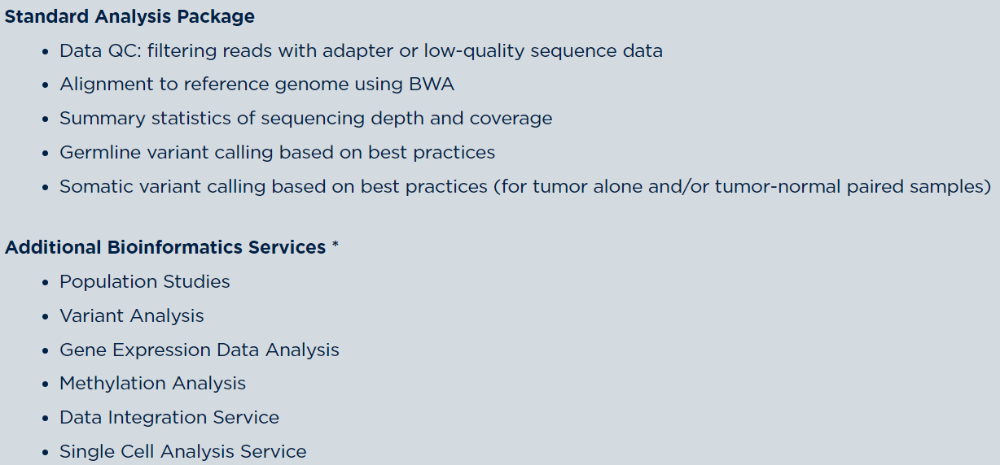 Standard Analysis Package
• Data QC: filtering reads with adapter or low-quality sequence data
• Alignment to reference genome using BWA
• Summary statistics of sequencing depth and coverage
• Germline variant calling based on best practices
• Somatic variant calling based on best practices (for tumor alone and/or tumor-normal paired samples)
Additional Bioinformatics Services *
• Population Studies
• Variant Analysis
• Gene Expression Data Analysis
• Methylation Analysis
• Data Integration Service
• Single Cell Analysis Service